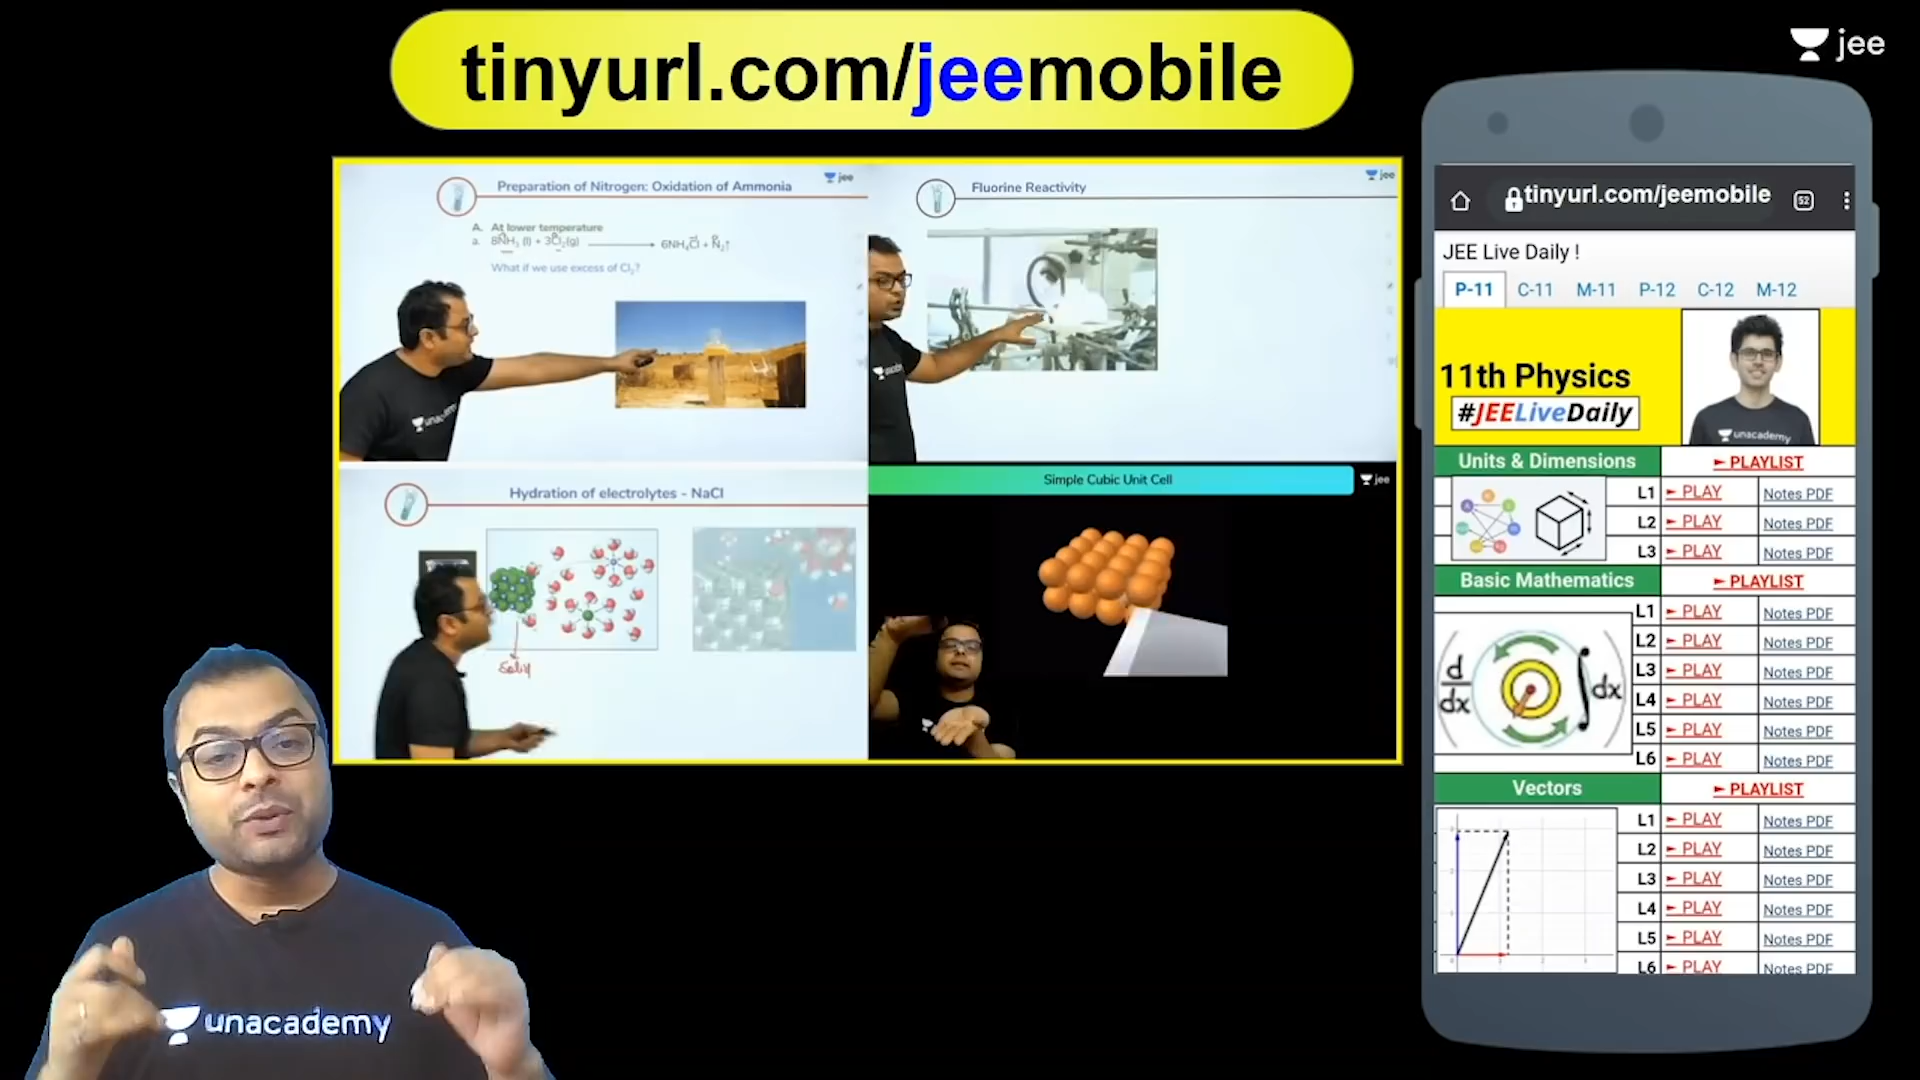 tinyurl.com/jeemobile
jee
Preparation of Nitrogen: Oxidation of Ammonia
jee
A. At lower temperature
a. 8NH₃ (l) + 3Cl₂(g) → 6NH₄Cl + N₂↑
What if we use excess of Cl₂?
unacademy
Fluorine Reactivity
jee
Hydration of electrolytes - NaCl
Simple Cubic Unit Cell
jee
unacademy
tinyurl.com/jeemobile
52
JEE Live Daily !
P-11 C-11 M-11 P-12 C-12 M-12
11th Physics
#JEELiveDaily
unacademy
Units & Dimensions ► PLAYLIST
L1 ► PLAY Notes PDF
L2 ► PLAY Notes PDF
L3 ► PLAY Notes PDF
Basic Mathematics ► PLAYLIST
d/dx ∫dx
L1 ► PLAY Notes PDF
L2 ► PLAY Notes PDF
L3 ► PLAY Notes PDF
L4 ► PLAY Notes PDF
L5 ► PLAY Notes PDF
L6 ► PLAY Notes PDF
Vectors ► PLAYLIST
L1 ► PLAY Notes PDF
L2 ► PLAY Notes PDF
L3 ► PLAY Notes PDF
L4 ► PLAY Notes PDF
L5 ► PLAY Notes PDF
L6 ► PLAY Notes PDF